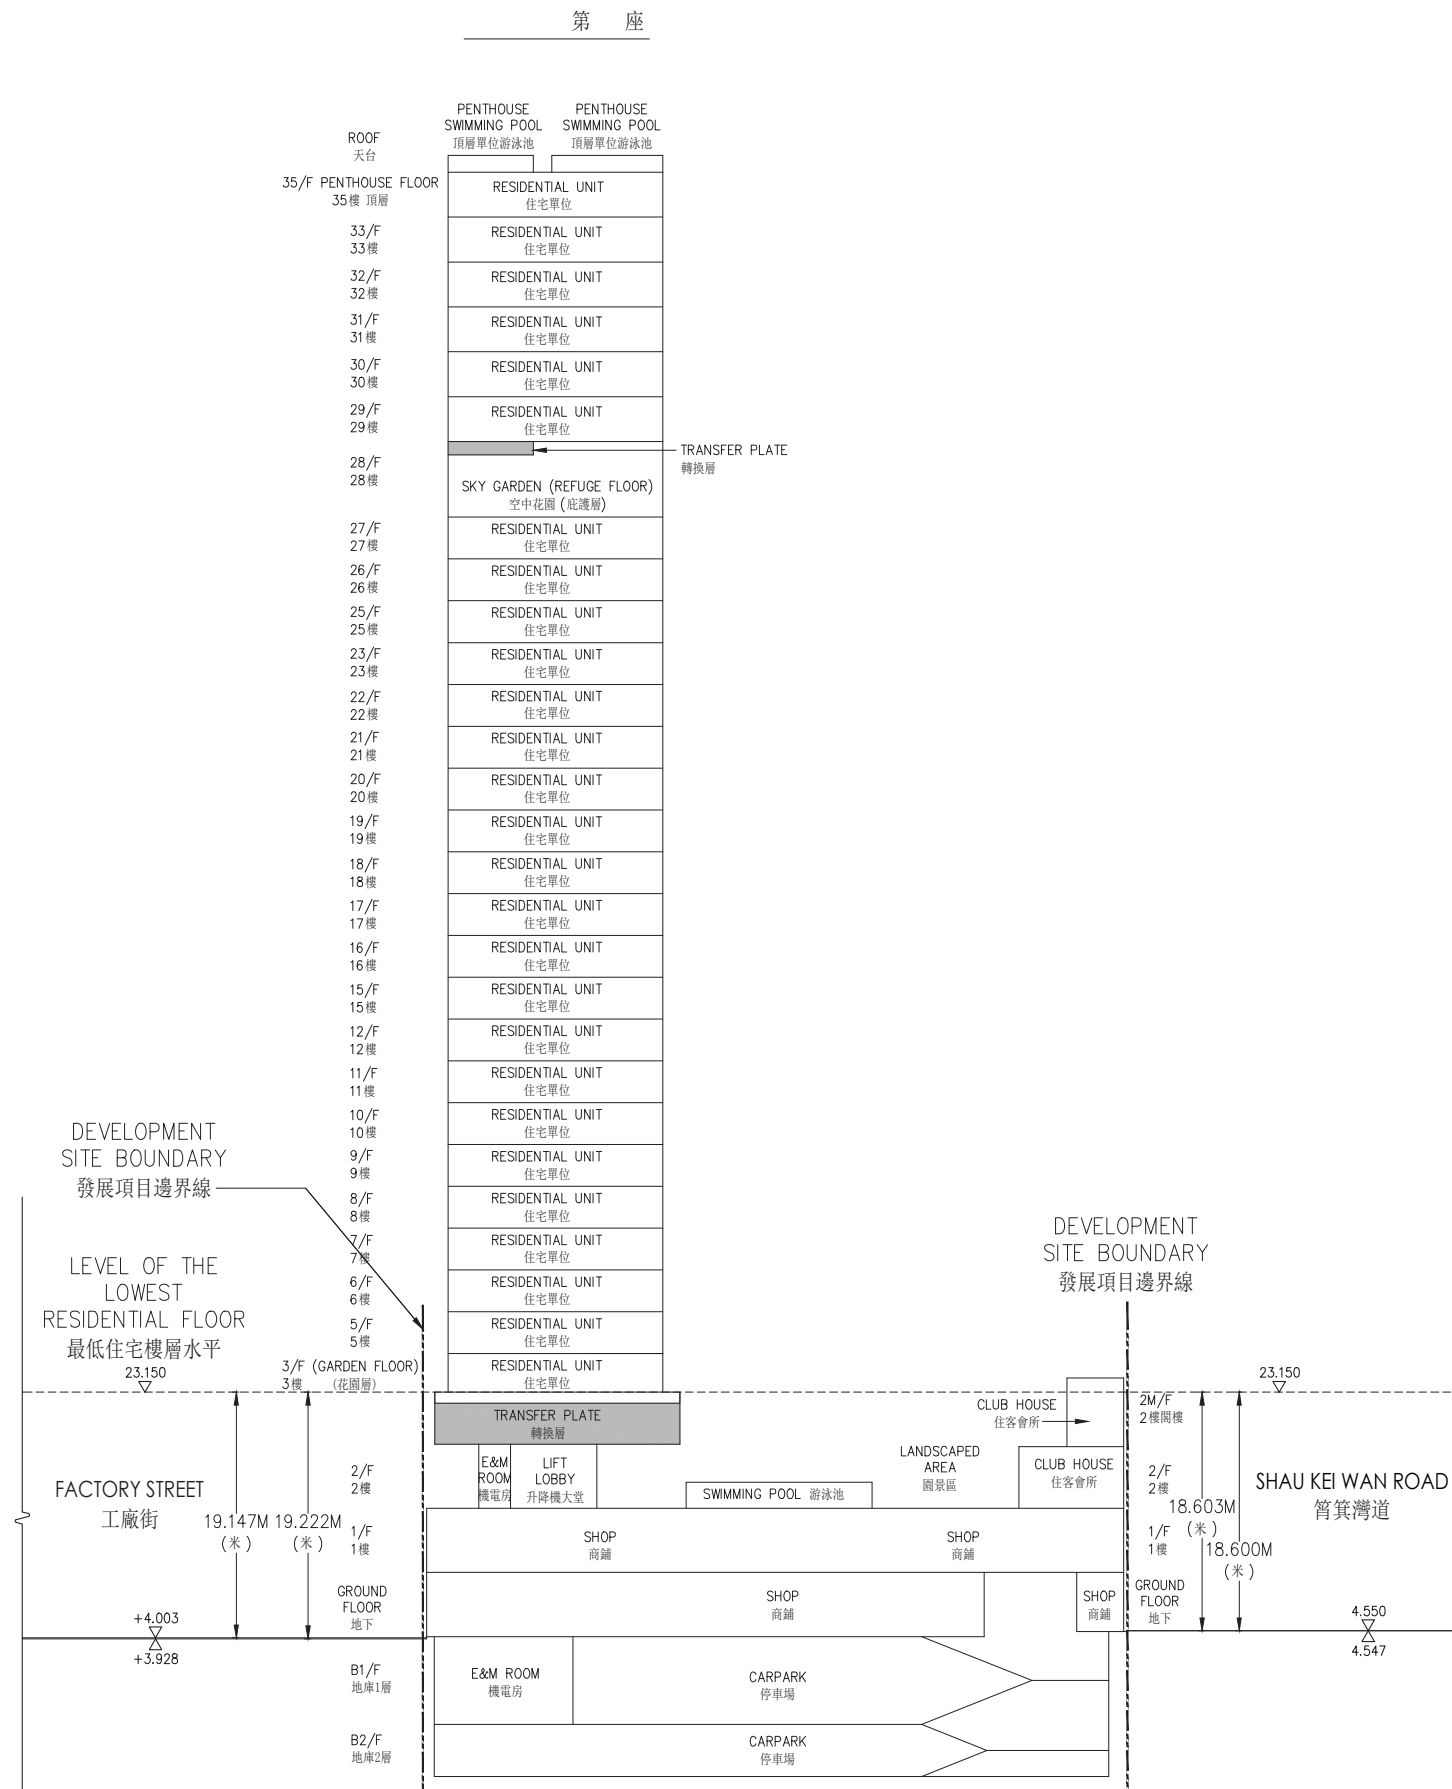 第 座
PENTHOUSE
SWIMMING POOL
頂層單位游泳池
PENTHOUSE
SWIMMING POOL
頂層單位游泳池
ROOF
天台
35/F PENTHOUSE FLOOR
35樓 頂層
RESIDENTIAL UNIT
住宅單位
33/F
33樓
RESIDENTIAL UNIT
住宅單位
32/F
32樓
RESIDENTIAL UNIT
住宅單位
31/F
31樓
RESIDENTIAL UNIT
住宅單位
30/F
30樓
RESIDENTIAL UNIT
住宅單位
29/F
29樓
RESIDENTIAL UNIT
住宅單位
TRANSFER PLATE
轉換層
28/F
28樓
SKY GARDEN (REFUGE FLOOR)
空中花園 (庇護層)
27/F
27樓
RESIDENTIAL UNIT
住宅單位
26/F
26樓
RESIDENTIAL UNIT
住宅單位
25/F
25樓
RESIDENTIAL UNIT
住宅單位
23/F
23樓
RESIDENTIAL UNIT
住宅單位
22/F
22樓
RESIDENTIAL UNIT
住宅單位
21/F
21樓
RESIDENTIAL UNIT
住宅單位
20/F
20樓
RESIDENTIAL UNIT
住宅單位
19/F
19樓
RESIDENTIAL UNIT
住宅單位
18/F
18樓
RESIDENTIAL UNIT
住宅單位
17/F
17樓
RESIDENTIAL UNIT
住宅單位
16/F
16樓
RESIDENTIAL UNIT
住宅單位
15/F
15樓
RESIDENTIAL UNIT
住宅單位
12/F
12樓
RESIDENTIAL UNIT
住宅單位
11/F
11樓
RESIDENTIAL UNIT
住宅單位
10/F
10樓
RESIDENTIAL UNIT
住宅單位
9/F
9樓
RESIDENTIAL UNIT
住宅單位
8/F
8樓
RESIDENTIAL UNIT
住宅單位
7/F
7樓
RESIDENTIAL UNIT
住宅單位
6/F
6樓
RESIDENTIAL UNIT
住宅單位
5/F
5樓
RESIDENTIAL UNIT
住宅單位
3/F (GARDEN FLOOR)
3樓 (花園層)
RESIDENTIAL UNIT
住宅單位
DEVELOPMENT
SITE BOUNDARY
發展項目邊界線
LEVEL OF THE
LOWEST
RESIDENTIAL FLOOR
最低住宅樓層水平
23.150
DEVELOPMENT
SITE BOUNDARY
發展項目邊界線
23.150
TRANSFER PLATE
轉換層
CLUB HOUSE
住客會所
2M/F
2樓閣樓
FACTORY STREET
工廠街
19.147M
(米)
19.222M
(米)
2/F
2樓
E&M
ROOM
機電房
LIFT
LOBBY
升降機大堂
SWIMMING POOL 游泳池
LANDSCAPED
AREA
園景區
CLUB HOUSE
住客會所
2/F
2樓
SHAU KEI WAN ROAD
筲箕灣道
18.603M
(米)
18.600M
(米)
1/F
1樓
SHOP
商鋪
SHOP
商鋪
1/F
1樓
GROUND
FLOOR
地下
SHOP
商鋪
SHOP
商鋪
GROUND
FLOOR
地下
+4.003
+3.928
4.550
4.547
B1/F
地庫1層
E&M ROOM
機電房
CARPARK
停車場
B2/F
地庫2層
CARPARK
停車場